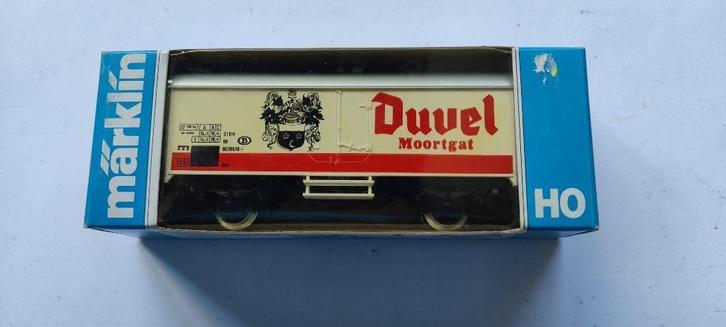 märklin
Duvel
Moortgat
A B C
B
HO